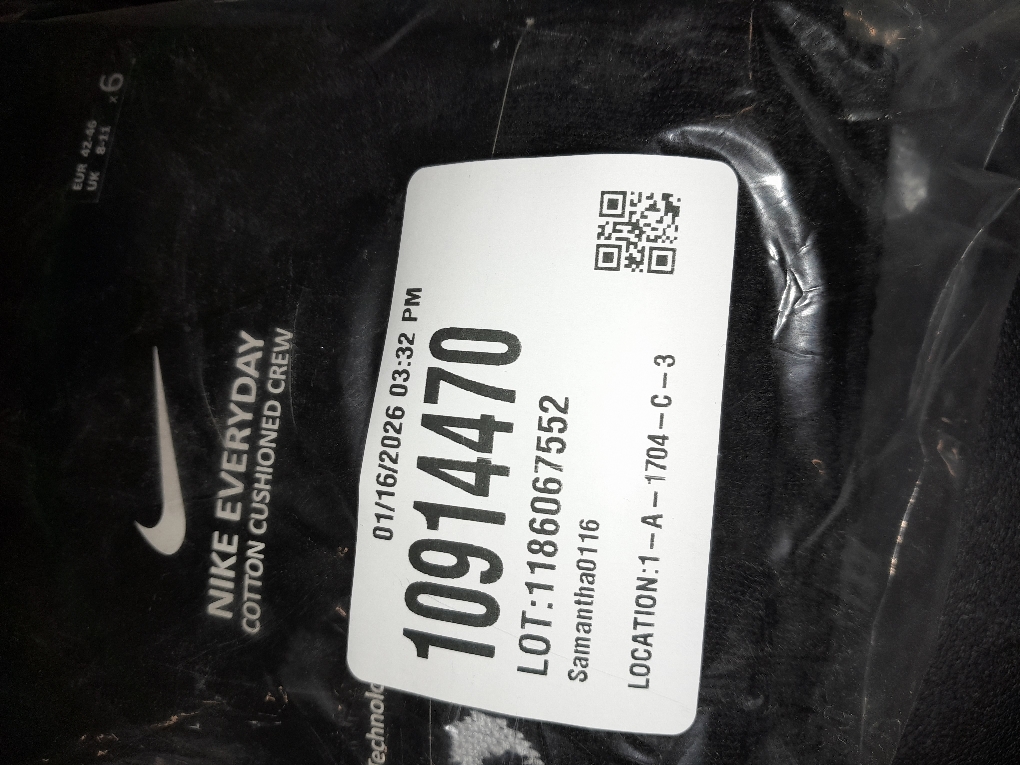 EUR 42-46
UK 8-11
x6
NIKE EVERYDAY
COTTON CUSHIONED CREW
01/16/2026 03:32 PM
10914470
LOT:1186067552
Samantha0116
LOCATION:1-A-1704-C-3